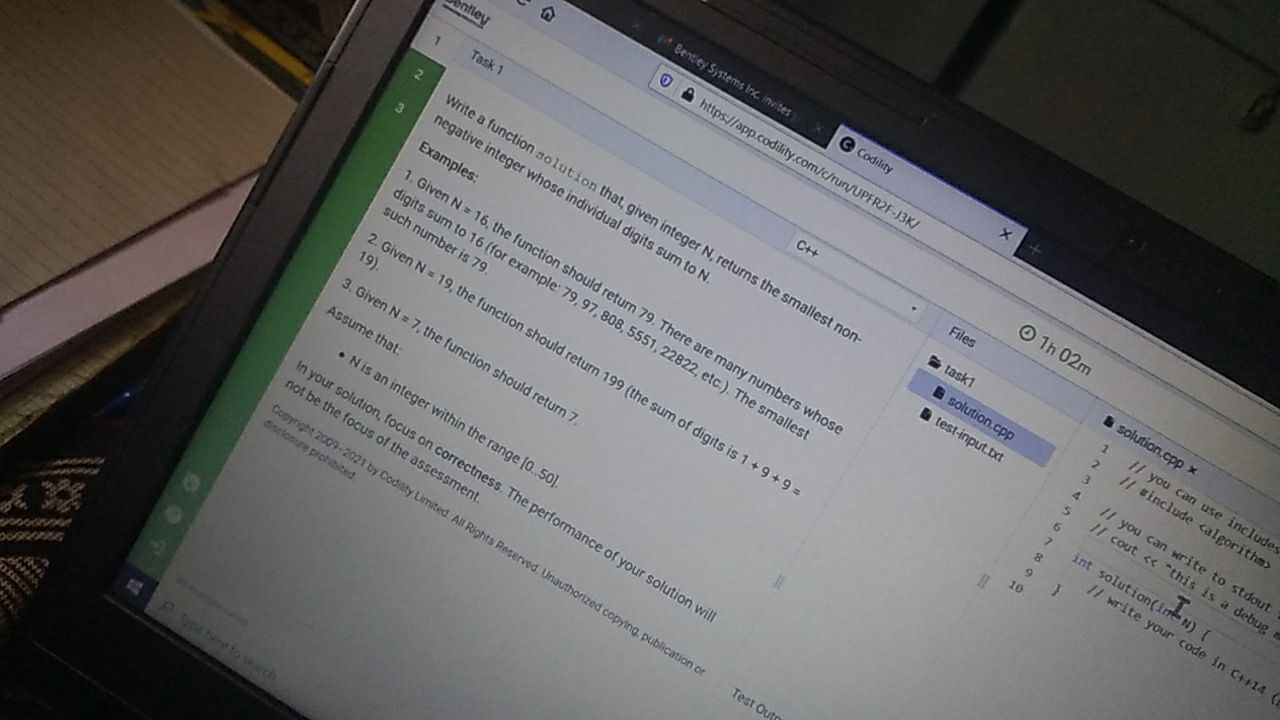 Bentley
Bentley Systems Inc. invites
Codility
https://app.codility.com/c/run/UPFR2F-J3K/
1h 02m
1
2
3
Task 1
C++
Write a function solution that, given integer N, returns the smallest non-
negative integer whose individual digits sum to N.
Examples:
1. Given N = 16, the function should return 79. There are many numbers whose
digits sum to 16 (for example: 79, 97, 808, 5551, 22822, etc.). The smallest
such number is 79.
2. Given N = 19, the function should return 199 (the sum of digits is 1 + 9 + 9 =
19).
3. Given N = 7, the function should return 7.
Assume that:
• N is an integer within the range [0..50].
In your solution, focus on correctness. The performance of your solution will
not be the focus of the assessment.
Copyright 2009–2021 by Codility Limited. All Rights Reserved. Unauthorized copying, publication or
disclosure prohibited.
Files
task1
solution.cpp
test-input.txt
solution.cpp ×
1 // you can use includes
2 // #include <algorithm>
3
4 // you can write to stdout
5 // cout << "this is a debug
6
7 int solution(int N) {
8 // write your code in C++14
9 }
10
Test
Type here to search